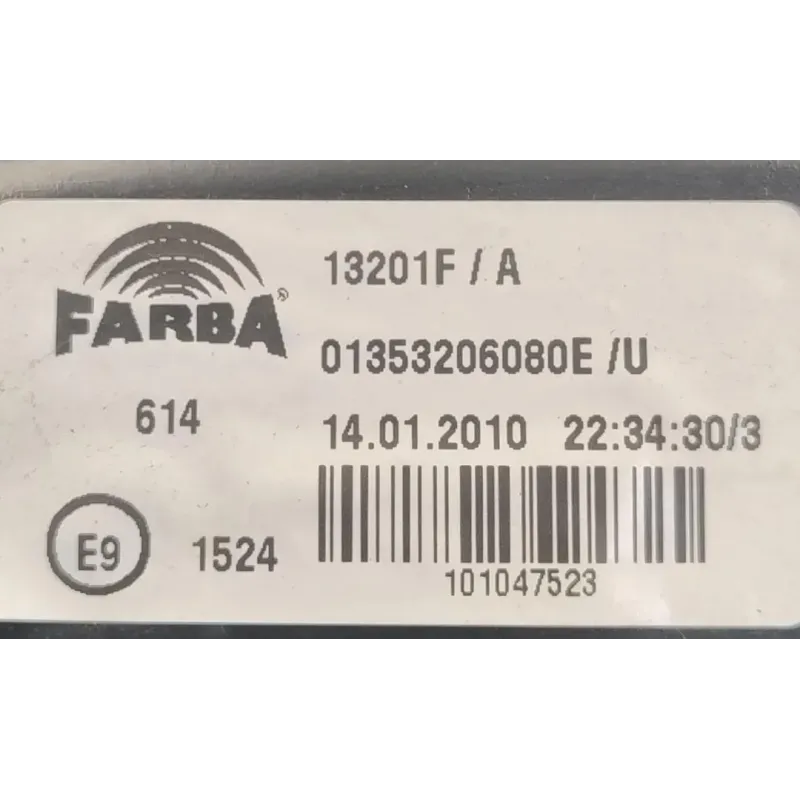 FARBA®
13201F / A
01353206080E /U
614
14.01.2010 22:34:30/3
E9 1524
101047523